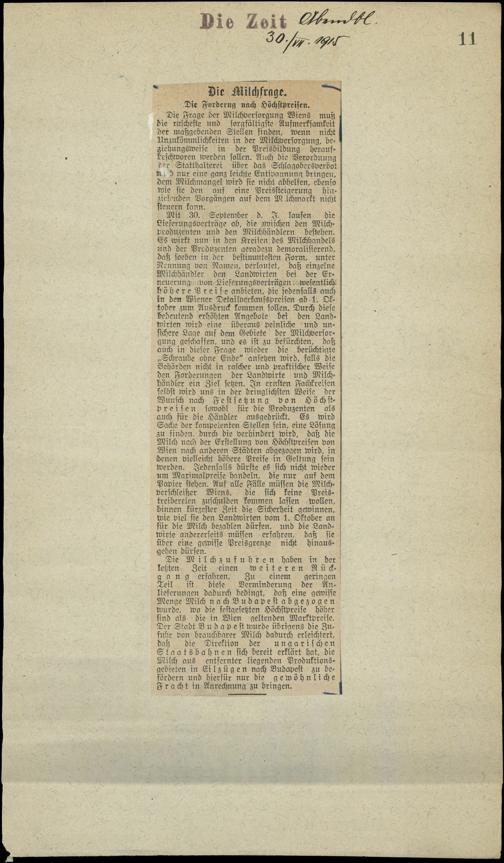 Die Zeit Abendbl.
30./VII. 1915
11
Die Milchfrage.
Die Forderug nach Höchstpreisen.
Die Frage der Milchversorgung Wiens muß
die rascheste und sorgfältigste Aufmerksamkeit
der maßgebenden Stellen finden, wenn nicht
Unzukömmlichkeiten in der Milchversorgung, be-
ziehungsweise in der Preisbildung herauf-
beschworen werden sollen. Auch die Verordnung
der Statthalterei über das Schlagobersverbot
nur eine ganz leichte Entspannung bringen,
dem Milchmangel wird sie nicht abhelfen, ebenso
wie sie den auf eine Preissteigerung hin-
zielenden Vorgängen auf dem Milchmarkt nicht
steuern kann.
Mit 30. September d. J. laufen die
Lieferungsverträge ab, die zwischen den Milch-
produzenten und den Milchhändlern bestehen.
Es wirkt nun in den Kreisen des Milchhandels
und der Produzenten geradezu demoralisierend,
daß soeben in der bestimmtesten Form, unter
Nennung von Namen, verlautet, daß einzelne
Milchhändler den Landwirten bei der Er-
neuerung von Lieferungsverträgen wesentlich
höhere Preise anbieten, die jedenfalls auch
in den Wiener Detailverkaufspreisen ab 1. Ok-
tober zum Ausdruck kommen sollen. Durch diese
bedeutend erhöhten Angebote bei den Land-
wirten wird eine überaus peinliche und un-
sichere Lage auf dem Gebiete der Milchversor-
gung geschaffen, und es ist zu befürchten, daß
auch in dieser Frage wieder die berüchtigte
„Schraube ohne Ende“ ansetzen wird, falls die
Behörden nicht in rascher und praktischer Weise
den Forderungen der Landwirte und Milch-
händler ein Ziel setzen. In ernsten Fachkreisen
selbst wird uns in der dringlichsten Weise der
Wunsch nach Festsetzung von Höchst-
preisen sowohl für die Produzenten als
auch für die Händler ausgedrückt. Es wird
Sache der kompetenten Stellen sein, eine Lösung
zu finden, durch die verhindert wird, daß die
Milch nach der Erstellung von Höchstpreisen von
Wien nach anderen Städten abgezogen wird, in
denen vielleicht höhere Preise in Geltung sein
werden. Jedenfalls dürfte es sich nicht wieder
um Maximalpreise handeln, die nur auf dem
Papier stehen. Auf alle Fälle müssen die Milch-
verschleißer Wiens, die sich keine Preis-
treibereien zuschulden kommen lassen wollen,
binnen kürzester Zeit die Sicherheit gewinnen,
wie viel sie den Landwirten vom 1. Oktober an
für die Milch bezahlen dürfen, und die Land-
wirte andererseits müssen erfahren, daß sie
über eine gewisse Preisgrenze nicht hinaus-
gehen dürfen.
Die Milchzufuhren haben in der
letzten Zeit einen weiteren Rück-
gang erfahren. Zu einem geringen
Teil ist diese Verminderung der An-
lieferungen dadurch bedingt, daß eine gewisse
Menge Milch nach Budapest abgezogen
wurde, wo die festgesetzten Höchstpreise höher
sind als die in Wien geltenden Marktpreise.
Der Stadt Budapest wurde übrigens die Zu-
fuhr von brauchbarer Milch dadurch erleichtert,
daß die Direktion der ungarischen
Staatsbahnen sich bereit erklärt hat, die
Milch aus entfernter liegenden Produktions-
gebieten in Eilzügen nach Budapest zu be-
fördern und hierfür nur die gewöhnliche
Fracht in Anrechnung zu bringen.